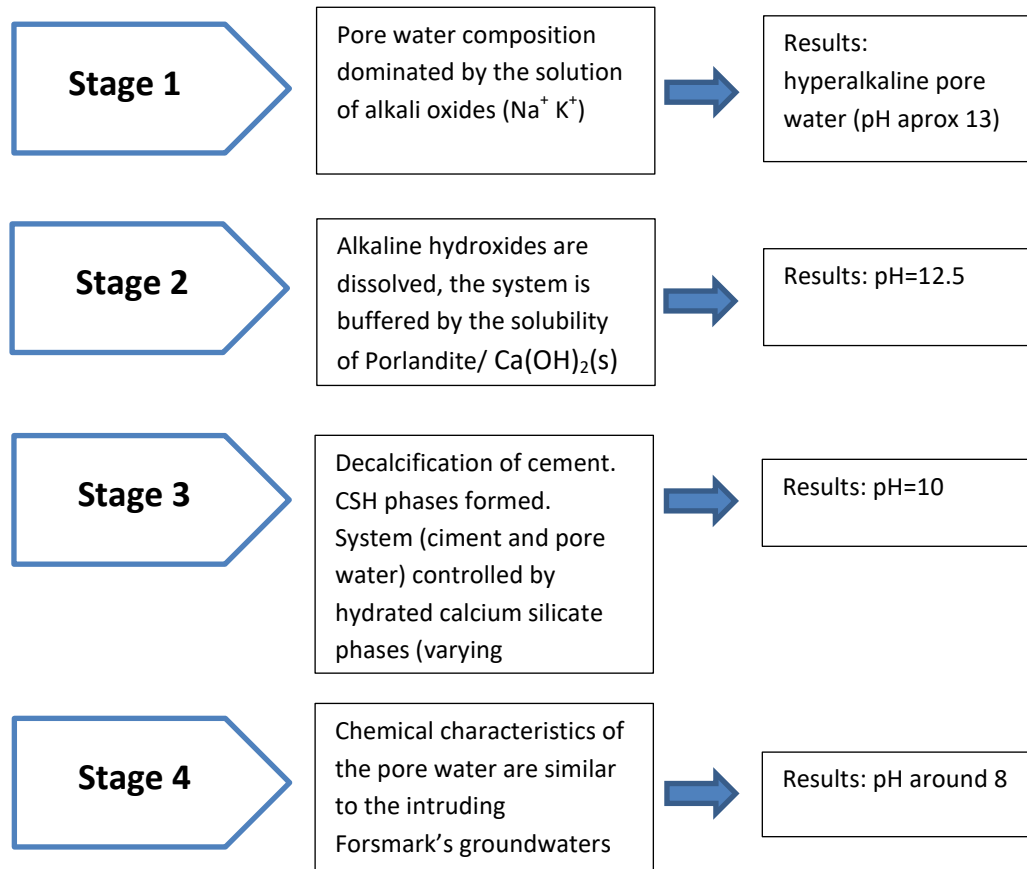 Stage 1
Pore water composition
dominated by the solution
of alkali oxides (Na⁺ K⁺)
Results:
hyperalkaline pore
water (pH aprox 13)
Stage 2
Alkaline hydroxides are
dissolved, the system is
buffered by the solubility
of Porlandite/ Ca(OH)₂(s)
Results: pH=12.5
Stage 3
Decalcification of cement.
CSH phases formed.
System (ciment and pore
water) controlled by
hydrated calcium silicate
phases (varying
Results: pH=10
Stage 4
Chemical characteristics of
the pore water are similar
to the intruding
Forsmark’s groundwaters
Results: pH around 8